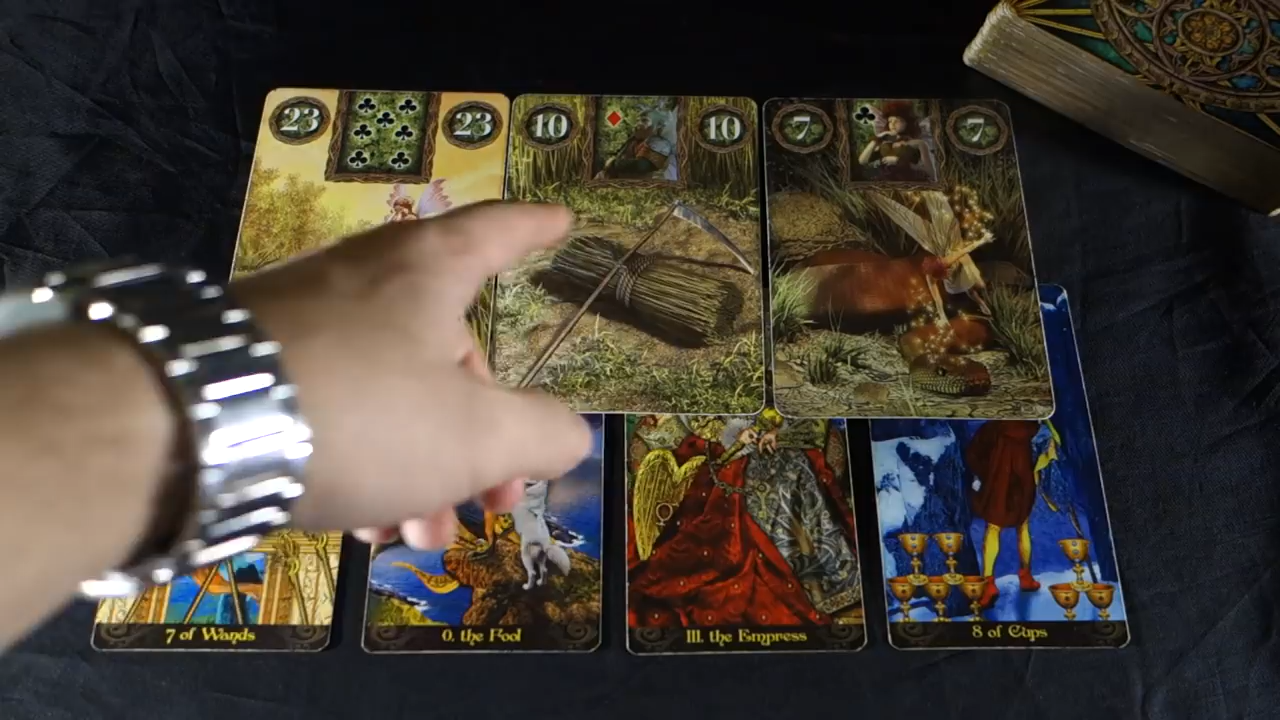 23 23
10 10
7 7
7 of Wands
0. the Fool
III. the Empress
8 of Cups